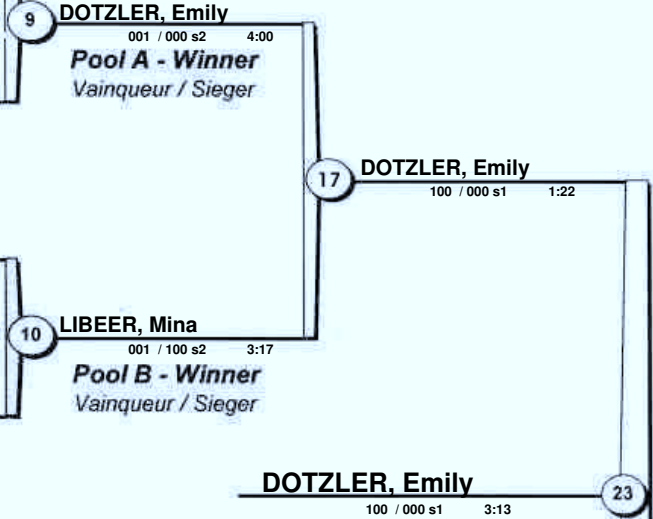 9
DOTZLER, Emily
001 / 000 s2 4:00
Pool A - Winner
Vainqueur / Sieger
17
DOTZLER, Emily
100 / 000 s1 1:22
10
LIBEER, Mina
001 / 100 s2 3:17
Pool B - Winner
Vainqueur / Sieger
DOTZLER, Emily
23
100 / 000 s1 3:13